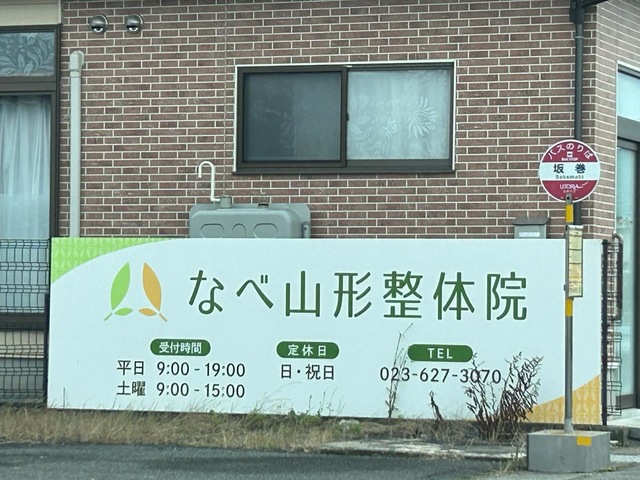 なべ山形整体院
受付時間
平日 9:00 - 19:00
土曜 9:00 - 15:00
定休日
日・祝日
TEL
023-627-3070
バスのりば
坂巻
Sakamaki